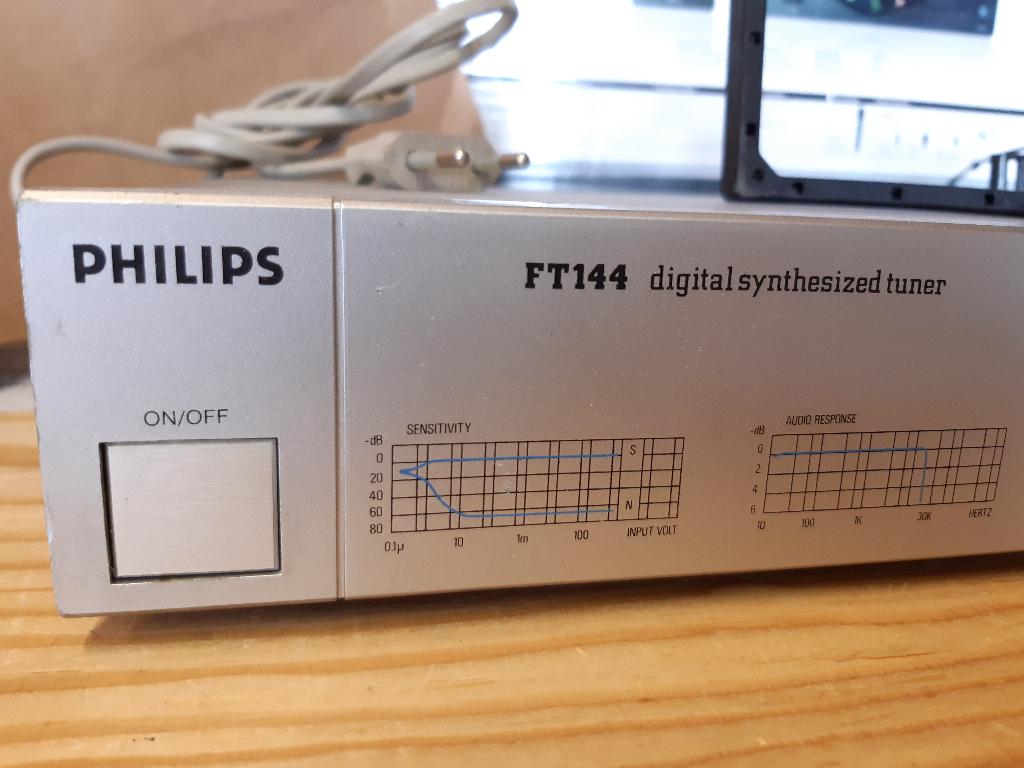 PHILIPS
FT144 digital synthesized tuner
ON/OFF
SENSITIVITY
-dB
0
20
40
60
80
S
N
0.1µ 10 1m 100 INPUT VOLT
AUDIO RESPONSE
-dB
0
2
4
6
10 100 1K 30K HERTZ